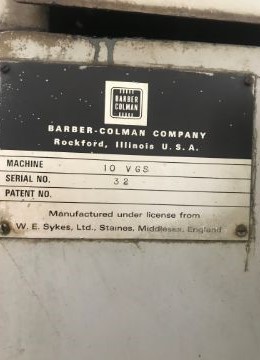 BARBER
COLMAN
BARBER-COLMAN COMPANY
Rockford, Illinois U. S. A.
MACHINE 10 VGS
SERIAL NO. 32
PATENT NO.
Manufactured under license from
W. E. Sykes, Ltd., Staines, Middlesex, England